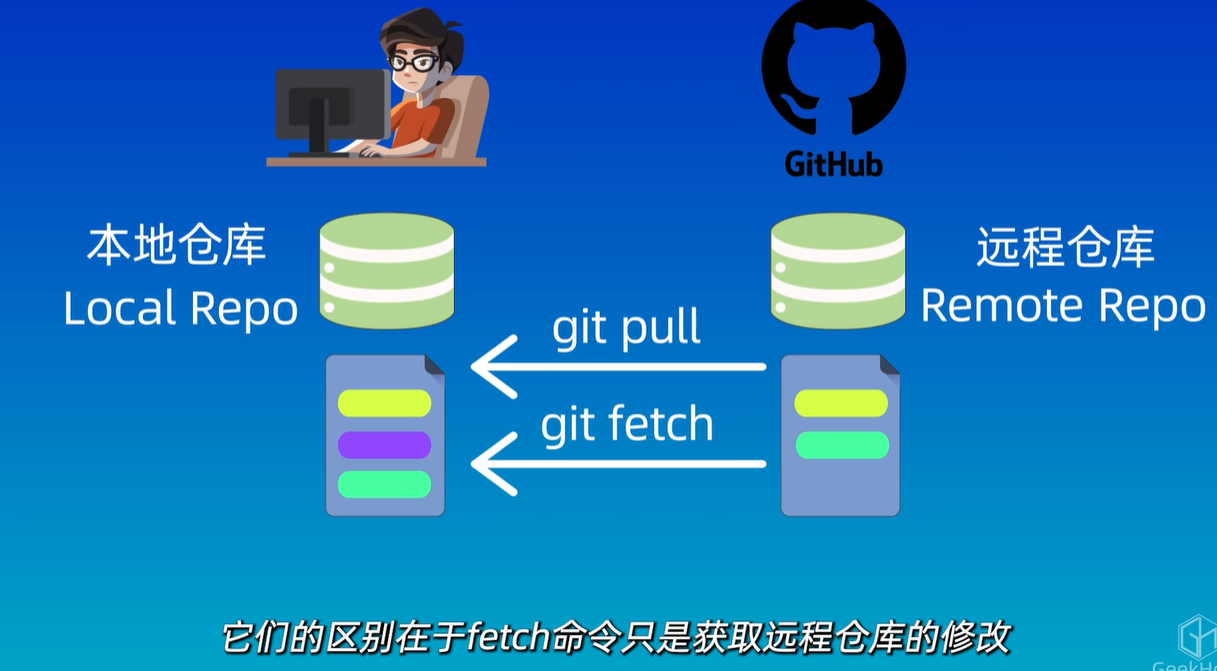 GitHub
本地仓库
Local Repo
远程仓库
Remote Repo
git pull
git fetch
它们的区别在于fetch命令只是获取远程仓库的修改